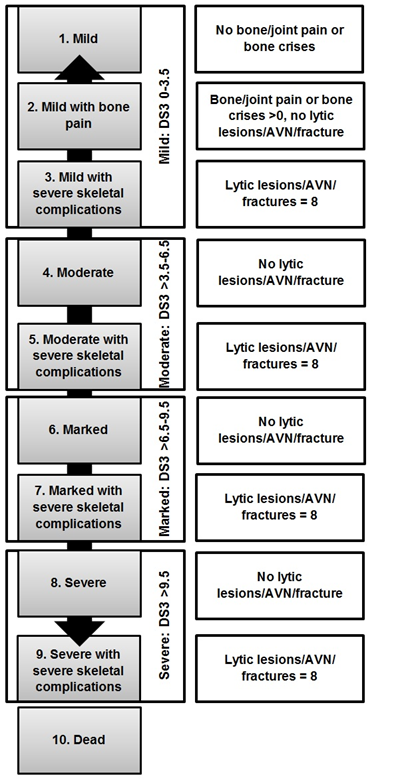 1. Mild
No bone/joint pain or
bone crises
2. Mild with bone
pain
Bone/joint pain or bone
crises >0, no lytic
lesions/AVN/fracture
3. Mild with
severe skeletal
complications
Lytic lesions/AVN/
fractures = 8
Mild: DS3 0-3.5
4. Moderate
No lytic
lesions/AVN/fracture
5. Moderate with
severe skeletal
complications
Lytic lesions/AVN/
fractures = 8
Moderate: DS3 >3.5-6.5
6. Marked
No lytic
lesions/AVN/fracture
7. Marked with
severe skeletal
complications
Lytic lesions/AVN/
fractures = 8
Marked: DS3 >6.5-9.5
8. Severe
No lytic
lesions/AVN/fracture
9. Severe with
severe skeletal
complications
Lytic lesions/AVN/
fractures = 8
Severe: DS3 >9.5
10. Dead